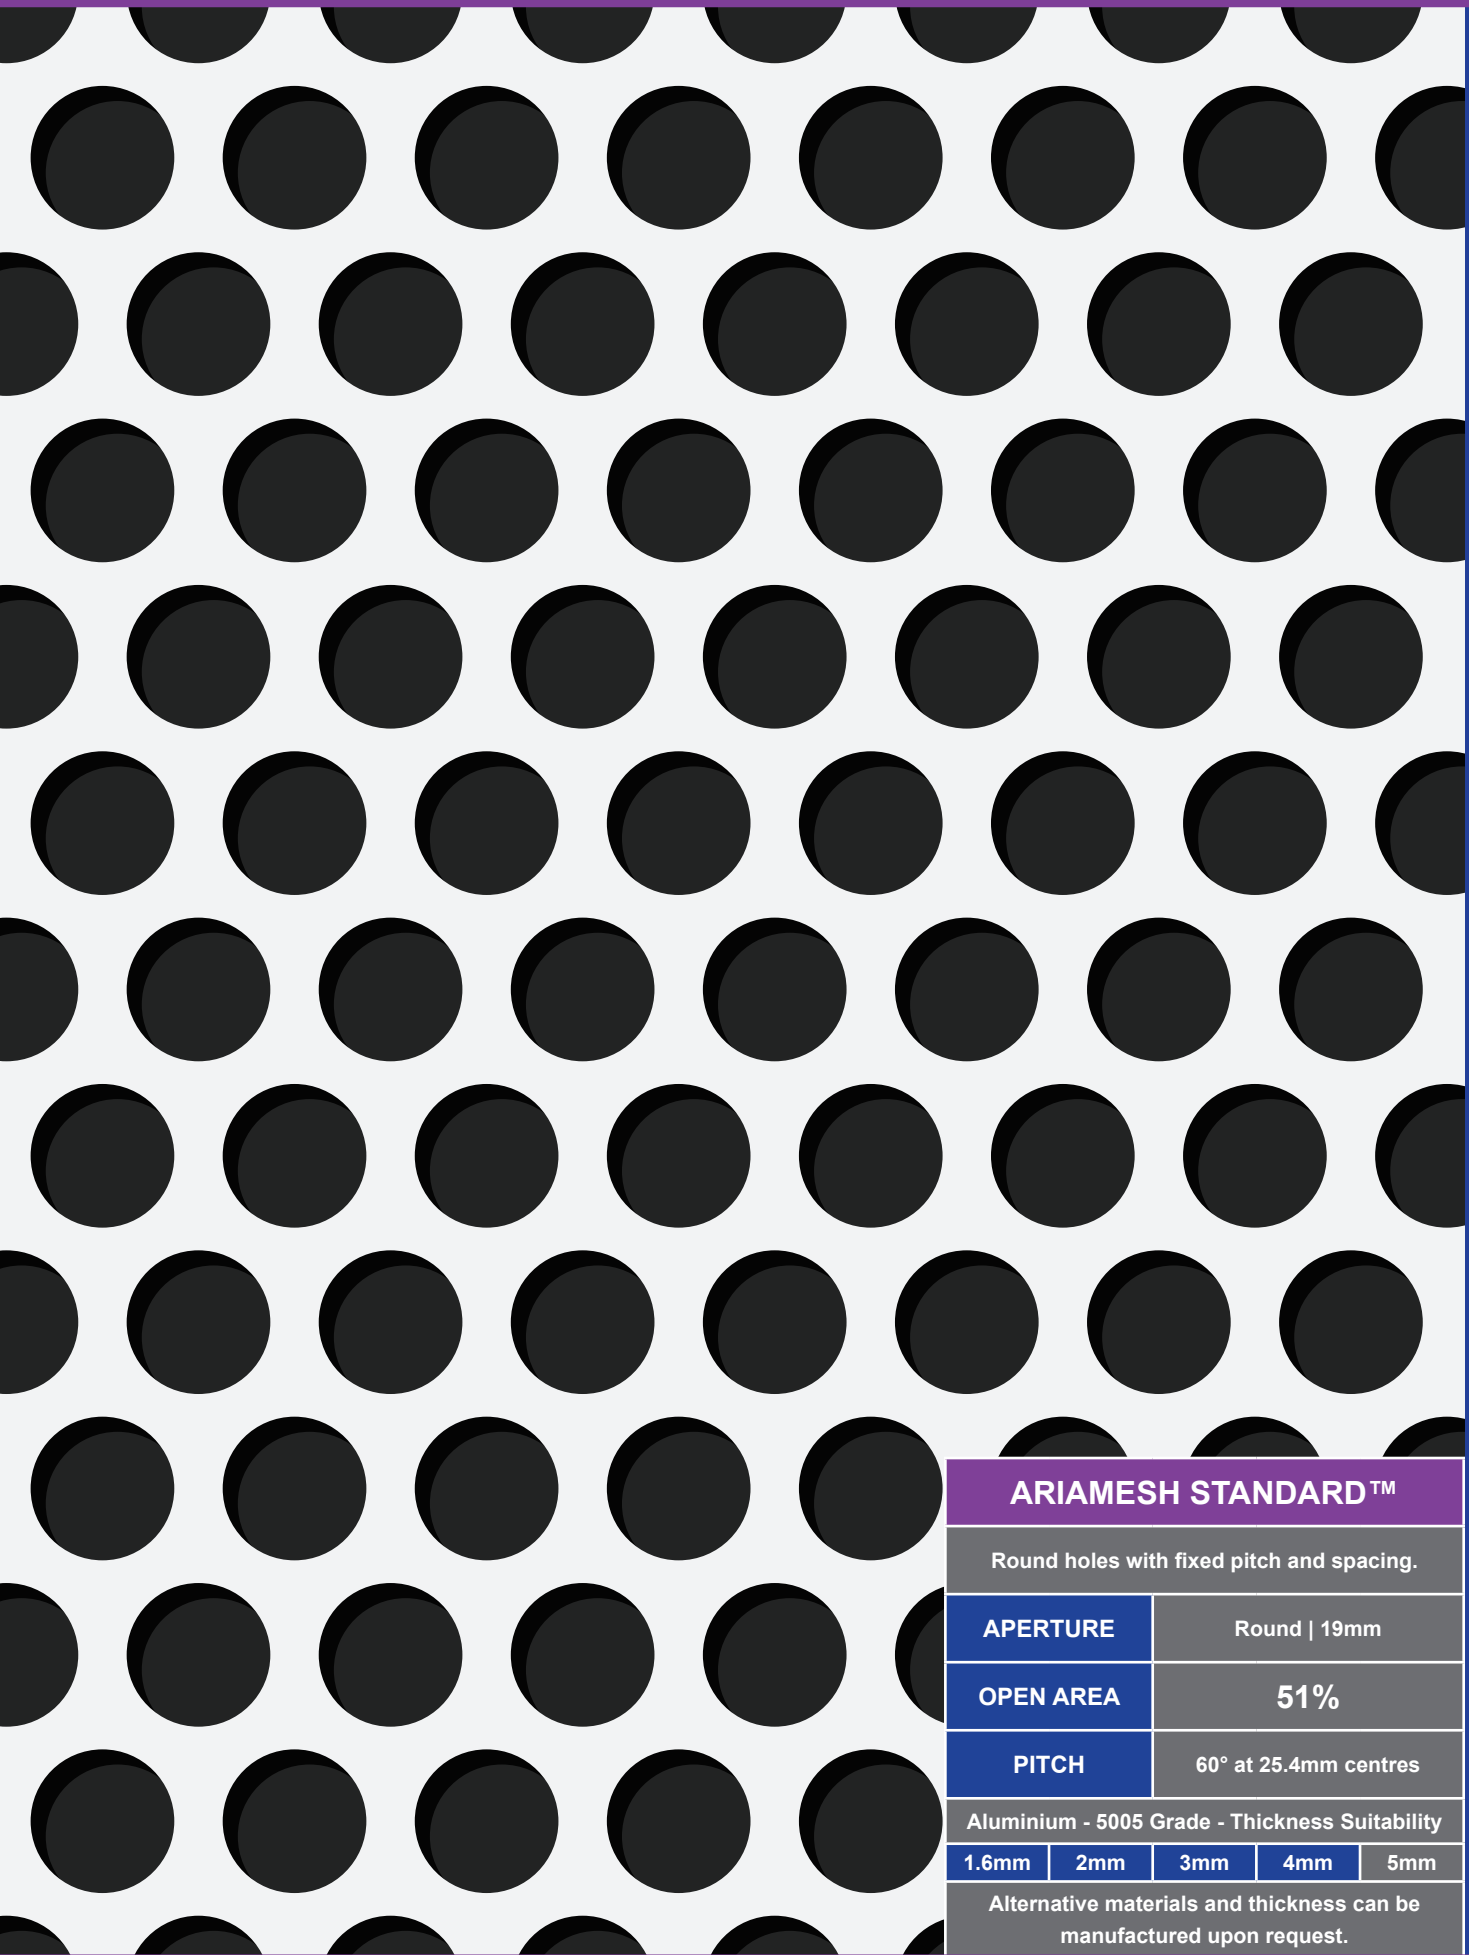 ARIAMESH STANDARD™
Round holes with fixed pitch and spacing.
APERTURE
Round | 19mm
OPEN AREA
51%
PITCH
60° at 25.4mm centres
Aluminium - 5005 Grade - Thickness Suitability
1.6mm 2mm 3mm 4mm 5mm
Alternative materials and thickness can be
manufactured upon request.